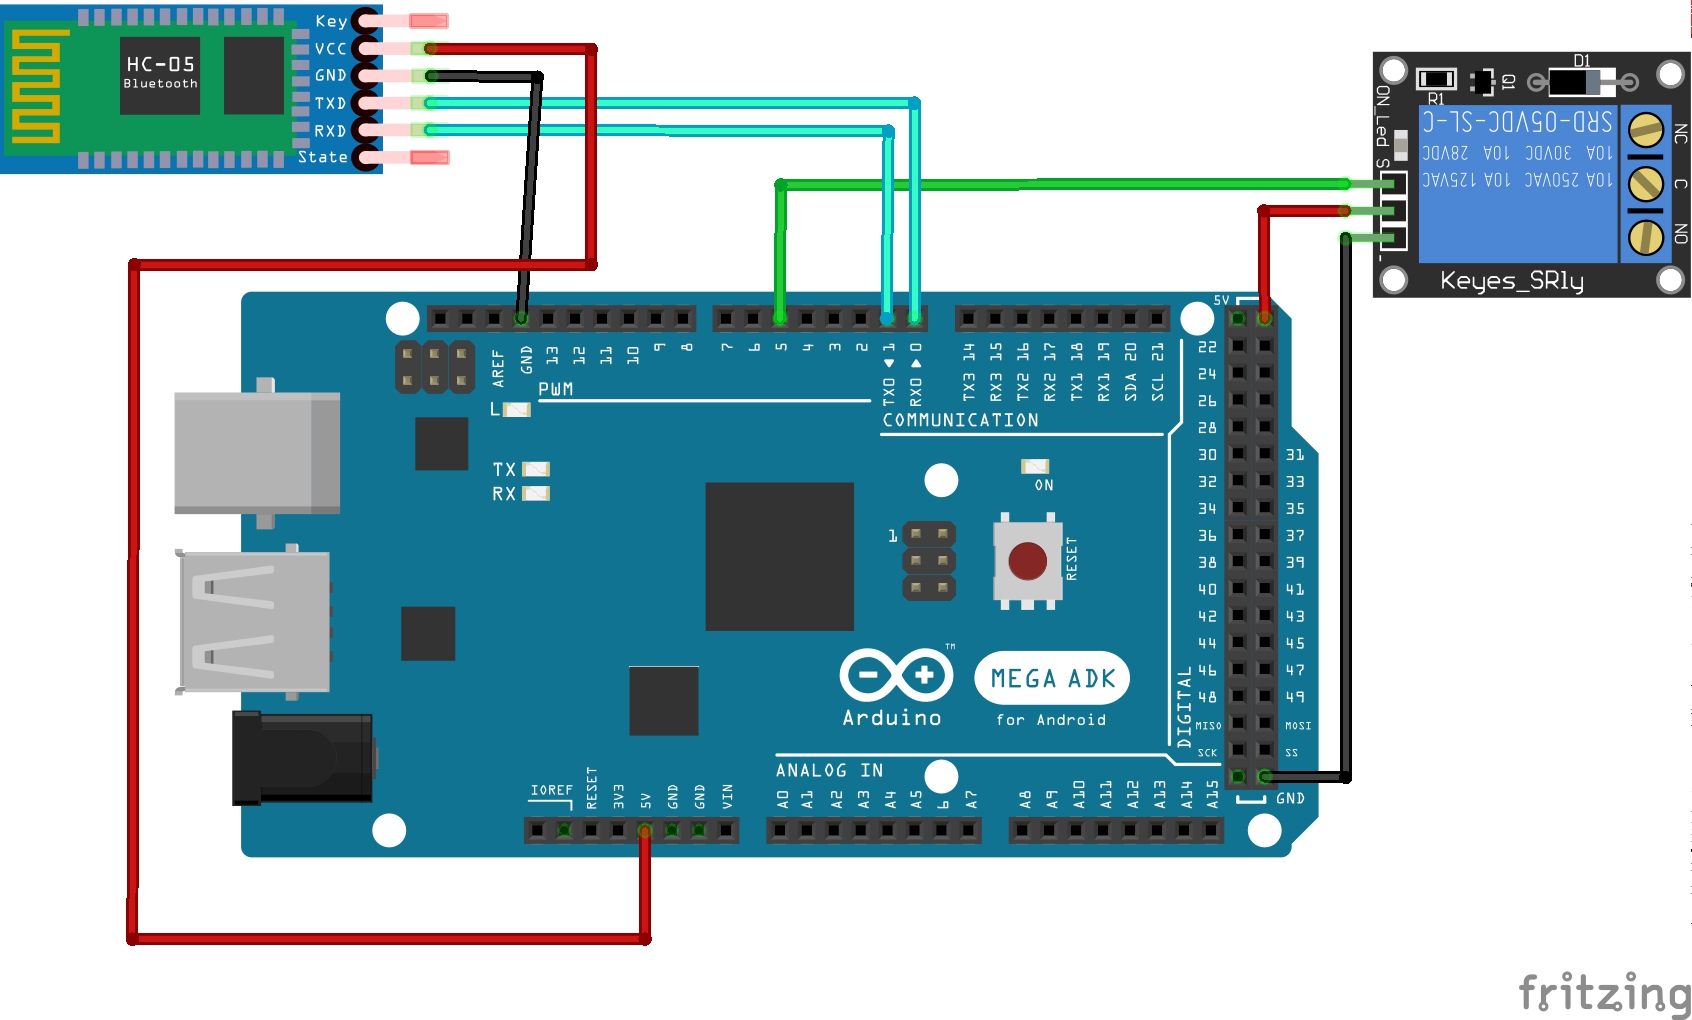 Key
VCC
GND
TXD
RXD
State
HC-05
Bluetooth
ON_Led
S
-
R1
Q1
D1
SRD-05VDC-SL-C
10A 30VDC 10A 28VDC
10A 250VAC 10A 125VAC
NC
C
NO
Keyes_SRly
AREF
GND
13
12
11
10
9
8
7
6
5
4
3
2
TX0 1
RX0 0
TX3 14
RX3 15
TX2 16
RX2 17
TX1 18
RX1 19
SDA 20
SCL 21
PWM
COMMUNICATION
L
TX
RX
ON
1
RESET
5V
22
24
26
28
30 31
32 33
34 35
36 37
38 39
40 41
42 43
44 45
46 47
48 49
MISO MOSI
SCK SS
GND
DIGITAL
TM
Arduino
MEGA ADK
for Android
IOREF
RESET
3V3
5V
GND
GND
VIN
ANALOG IN
A0
A1
A2
A3
A4
A5
6
A7
A8
A9
A10
A11
A12
A13
A14
A15
fritzing